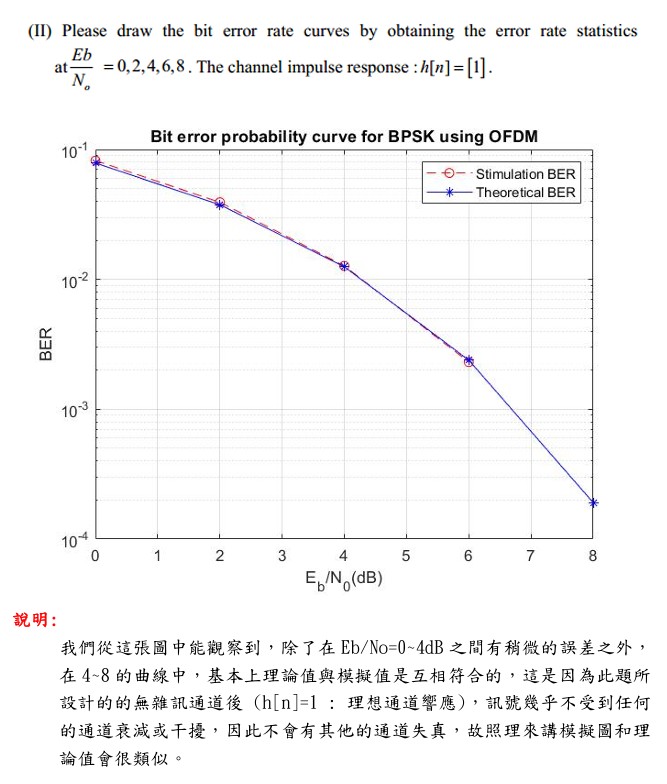 (II) Please draw the bit error rate curves by obtaining the error rate statistics
at Eb/No = 0,2,4,6,8. The channel impulse response : h[n]=[1].
Bit error probability curve for BPSK using OFDM
Stimulation BER
Theoretical BER
10^-1
10^-2
10^-3
10^-4
BER
0 1 2 3 4 5 6 7 8
E_b/N_0(dB)
說明:
我們從這張圖中能觀察到，除了在 Eb/No=0~4dB 之間有稍微的誤差之外，
在 4~8 的曲線中，基本上理論值與模擬值是互相符合的，這是因為此題所
設計的的無雜訊通道後 (h[n]=1 : 理想通道響應)，訊號幾乎不受到任何
的通道衰減或干擾，因此不會有其他的通道失真，故照理來講模擬圖和理
論值會很類似。